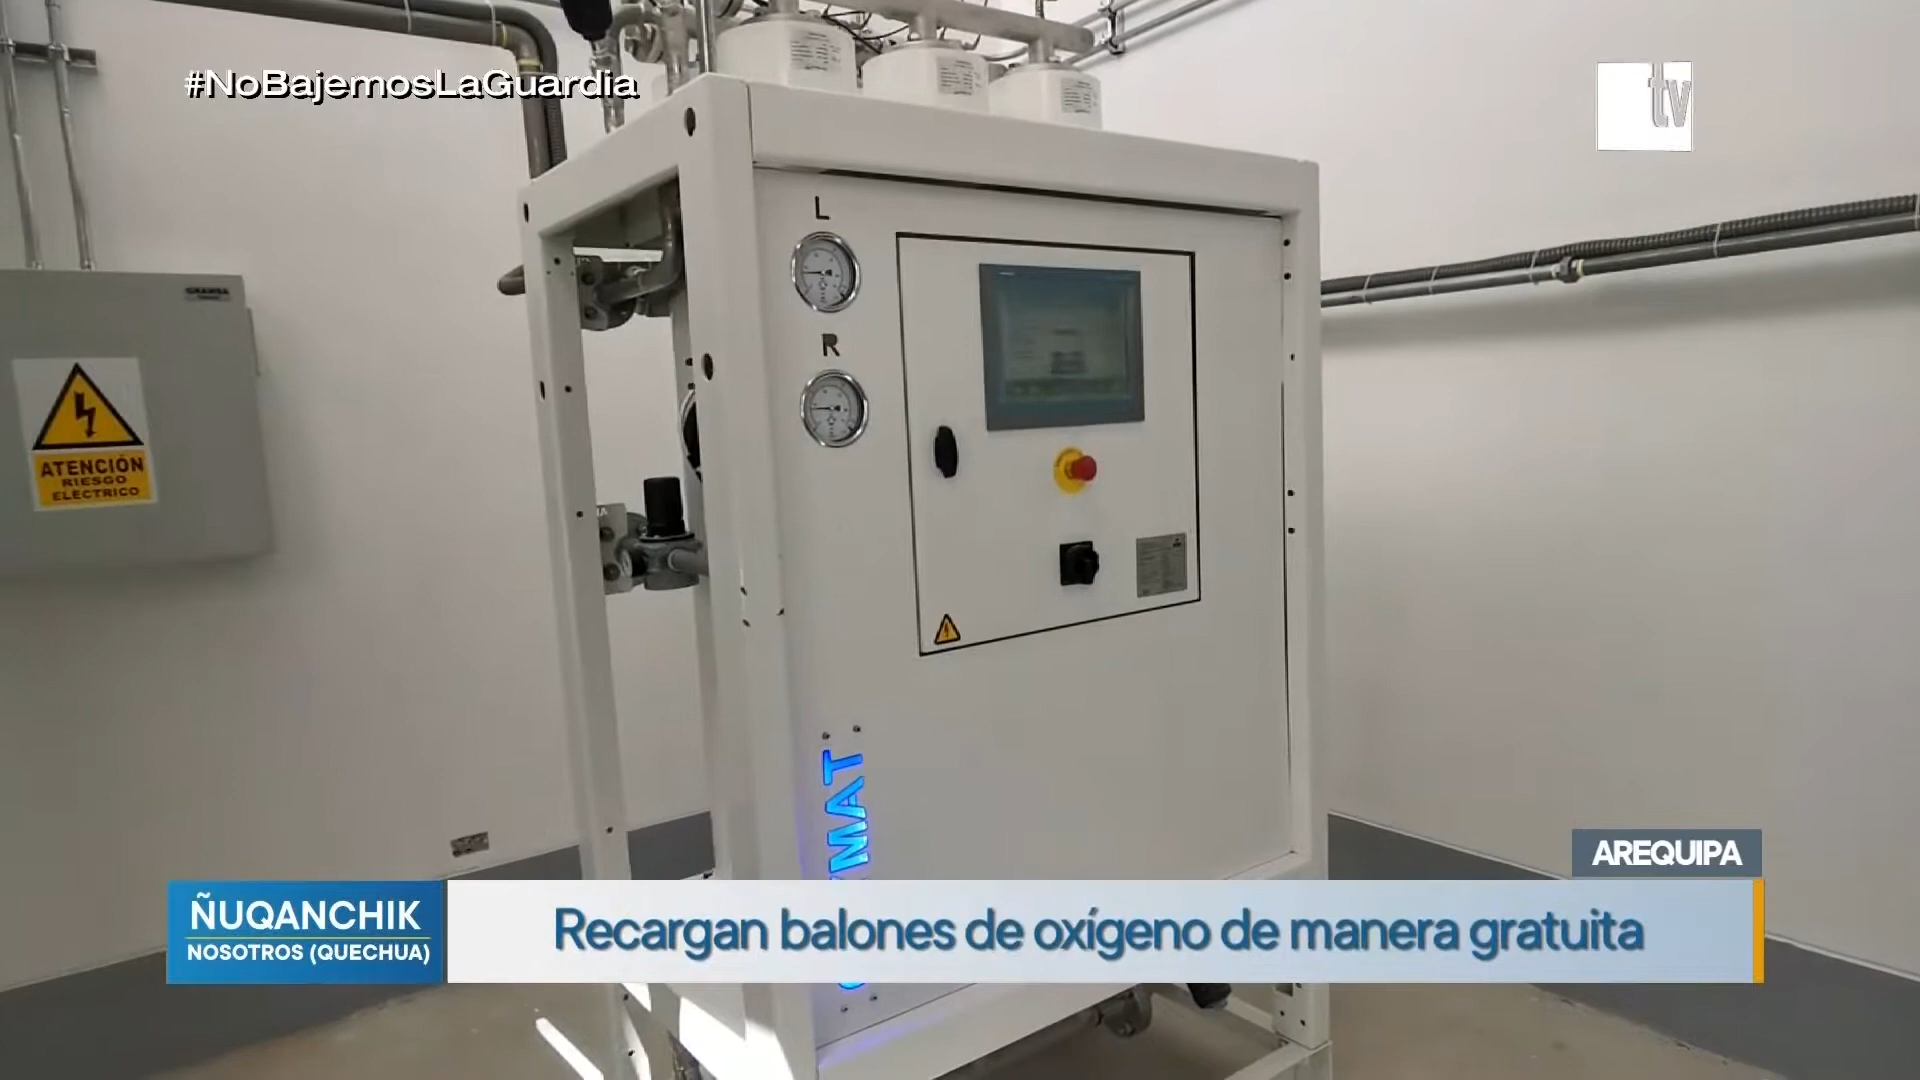 #NoBajemosLaGuardia
tv
L
R
ATENCIÓN
RIESGO
ELECTRICO
MAT
AREQUIPA
ÑUQANCHIK
NOSOTROS (QUECHUA)
Recargan balones de oxígeno de manera gratuita